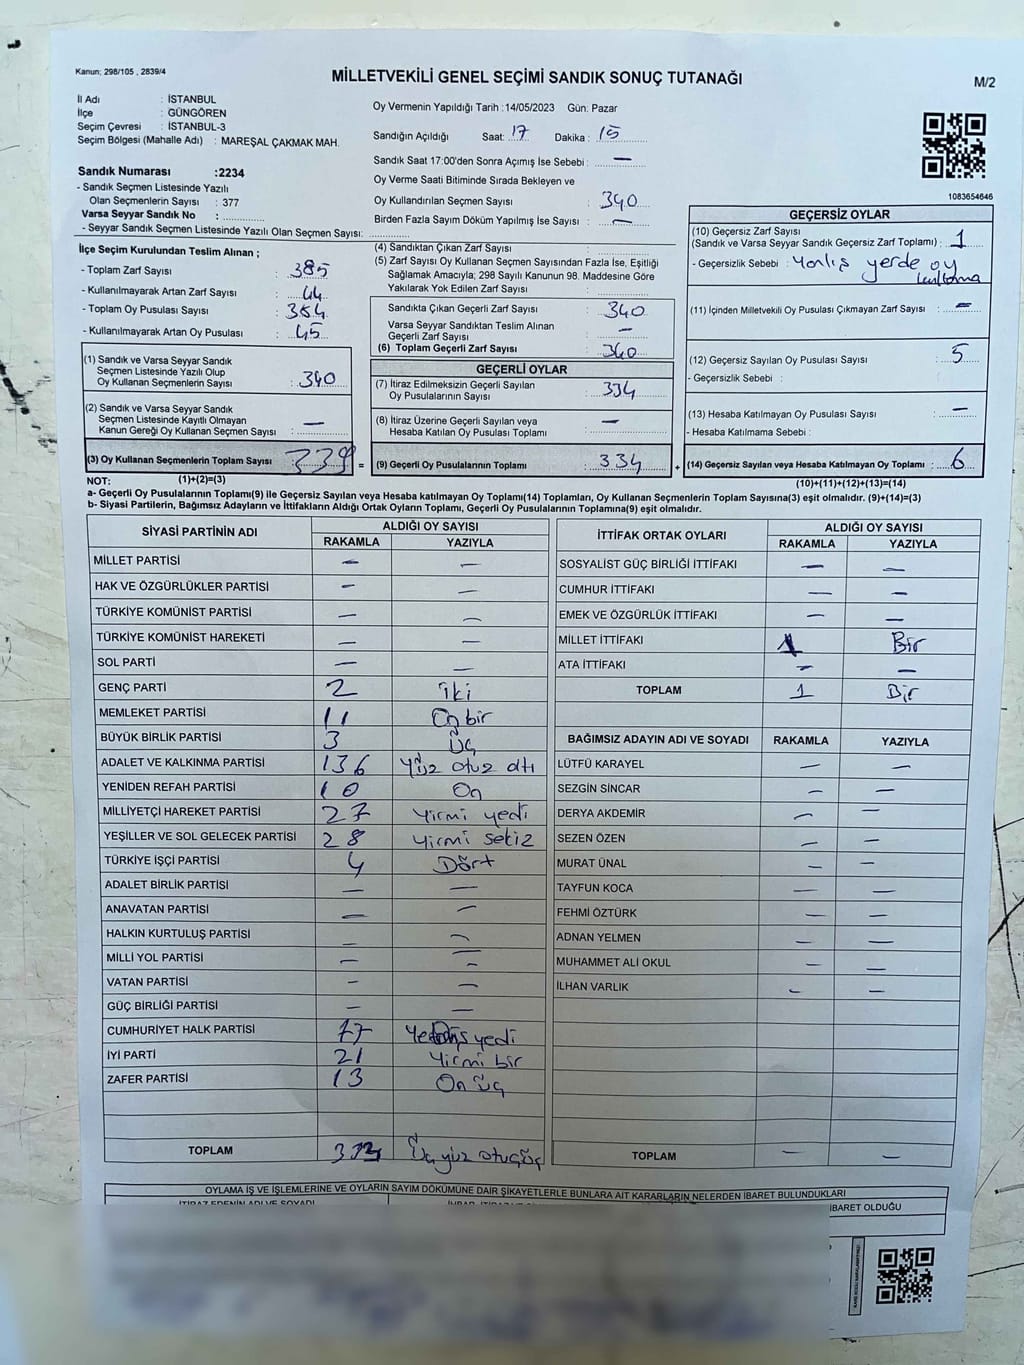 Kanun; 298/105 , 2839/4
MİLLETVEKİLİ GENEL SEÇİMİ SANDIK SONUÇ TUTANAĞI
M/2
İl Adı : İSTANBUL
İlçe : GÜNGÖREN
Seçim Çevresi : İSTANBUL-3
Seçim Bölgesi (Mahalle Adı) : MAREŞAL ÇAKMAK MAH.
Sandık Numarası :2234
- Sandık Seçmen Listesinde Yazılı
Olan Seçmenlerin Sayısı : 377
Varsa Seyyar Sandık No :
- Seyyar Sandık Seçmen Listesinde Yazılı Olan Seçmen Sayısı:
Oy Vermenin Yapıldığı Tarih :14/05/2023 Gün: Pazar
Sandığın Açıldığı Saat: 17 Dakika : 15
Sandık Saat 17:00'den Sonra Açımış İse Sebebi : —
Oy Verme Saati Bitiminde Sırada Bekleyen ve
Oy Kullandırılan Seçmen Sayısı : 340
Birden Fazla Sayım Döküm Yapılmış İse Sayısı : —
1083654646
İlçe Seçim Kurulundan Teslim Alınan ;
- Toplam Zarf Sayısı : 385
- Kullanılmayarak Artan Zarf Sayısı : 44
- Toplam Oy Pusulası Sayısı : 384
- Kullanılmayarak Artan Oy Pusulası : 45
(1) Sandık ve Varsa Seyyar Sandık
Seçmen Listesinde Yazılı Olup
Oy Kullanan Seçmenlerin Sayısı : 340
(2) Sandık ve Varsa Seyyar Sandık
Seçmen Listesinde Kayıtlı Olmayan
Kanun Gereği Oy Kullanan Seçmen Sayısı : —
(3) Oy Kullanan Seçmenlerin Toplam Sayısı : 339 =
(1)+(2)=(3)
(4) Sandıktan Çıkan Zarf Sayısı :
(5) Zarf Sayısı Oy Kullanan Seçmen Sayısından Fazla İse, Eşitliği
Sağlamak Amacıyla; 298 Sayılı Kanunun 98. Maddesine Göre
Yakılarak Yok Edilen Zarf Sayısı :
Sandıkta Çıkan Geçerli Zarf Sayısı : 340
Varsa Seyyar Sandıktan Teslim Alınan
Geçerli Zarf Sayısı : —
(6) Toplam Geçerli Zarf Sayısı : 340
GEÇERLİ OYLAR
(7) İtiraz Edilmeksizin Geçerli Sayılan
Oy Pusulalarının Sayısı : 334
(8) İtiraz Üzerine Geçerli Sayılan veya
Hesaba Katılan Oy Pusulası Toplamı : —
(9) Geçerli Oy Pusulalarının Toplamı : 334 +
GEÇERSİZ OYLAR
(10) Geçersiz Zarf Sayısı
(Sandık ve Varsa Seyyar Sandık Geçersiz Zarf Toplamı) : 1
- Geçersizlik Sebebi : Yanlış yerde oy
(11) İçinden Milletvekili Oy Pusulası Çıkmayan Zarf Sayısı : —
(12) Geçersiz Sayılan Oy Pusulası Sayısı : 5
- Geçersizlik Sebebi :
(13) Hesaba Katılmayan Oy Pusulası Sayısı : —
- Hesaba Katılmama Sebebi :
(14) Geçersiz Sayılan veya Hesaba Katılmayan Oy Toplamı : 6
(10)+(11)+(12)+(13)=(14)
NOT:
a- Geçerli Oy Pusulalarının Toplamı(9) ile Geçersiz Sayılan veya Hesaba katılmayan Oy Toplamı(14) Toplamları, Oy Kullanan Seçmenlerin Toplam Sayısına(3) eşit olmalıdır. (9)+(14)=(3)
b- Siyasi Partilerin, Bağımsız Adayların ve İttifakların Aldığı Ortak Oyların Toplamı, Geçerli Oy Pusulalarının Toplamına(9) eşit olmalıdır.
SİYASİ PARTİNİN ADI ALDIĞI OY SAYISI
RAKAMLA YAZIYLA
MİLLET PARTİSİ — —
HAK VE ÖZGÜRLÜKLER PARTİSİ — —
TÜRKİYE KOMÜNİST PARTİSİ — —
TÜRKİYE KOMÜNİST HAREKETİ — —
SOL PARTİ — —
GENÇ PARTİ 2 iki
MEMLEKET PARTİSİ 11 On bir
BÜYÜK BİRLİK PARTİSİ 3 Üç
ADALET VE KALKINMA PARTİSİ 136 Yüz otuz altı
YENİDEN REFAH PARTİSİ 10 On
MİLLİYETÇİ HAREKET PARTİSİ 27 Yirmi yedi
YEŞİLLER VE SOL GELECEK PARTİSİ 28 Yirmi sekiz
TÜRKİYE İŞÇİ PARTİSİ 4 Dört
ADALET BİRLİK PARTİSİ — —
ANAVATAN PARTİSİ — —
HALKIN KURTULUŞ PARTİSİ — —
MİLLİ YOL PARTİSİ — —
VATAN PARTİSİ — —
GÜÇ BİRLİĞİ PARTİSİ — —
CUMHURİYET HALK PARTİSİ 77 Yetmiş yedi
İYİ PARTİ 21 Yirmi bir
ZAFER PARTİSİ 13 On üç
TOPLAM Üç yüz otuz üç
İTTİFAK ORTAK OYLARI ALDIĞI OY SAYISI
RAKAMLA YAZIYLA
SOSYALİST GÜÇ BİRLİĞİ İTTİFAKI — —
CUMHUR İTTİFAKI — —
EMEK VE ÖZGÜRLÜK İTTİFAKI — —
MİLLET İTTİFAKI 1 Bir
ATA İTTİFAKI — —
TOPLAM 1 Bir
BAĞIMSIZ ADAYIN ADI VE SOYADI RAKAMLA YAZIYLA
LÜTFÜ KARAYEL — —
SEZGİN SİNCAR — —
DERYA AKDEMİR — —
SEZEN ÖZEN — —
MURAT ÜNAL — —
TAYFUN KOCA — —
FEHMİ ÖZTÜRK — —
ADNAN YELMEN — —
MUHAMMET ALİ OKUL — —
İLHAN VARLIK — —
TOPLAM — —
OYLAMA İŞ VE İŞLEMLERİNE VE OYLARIN SAYIM DÖKÜMÜNE DAİR ŞİKAYETLERLE BUNLARA AİT KARARLARIN NELERDEN İBARET BULUNDUKLARI
İTİRAZ EDENİN ADI VE SOYADI
İBARET OLDUĞU